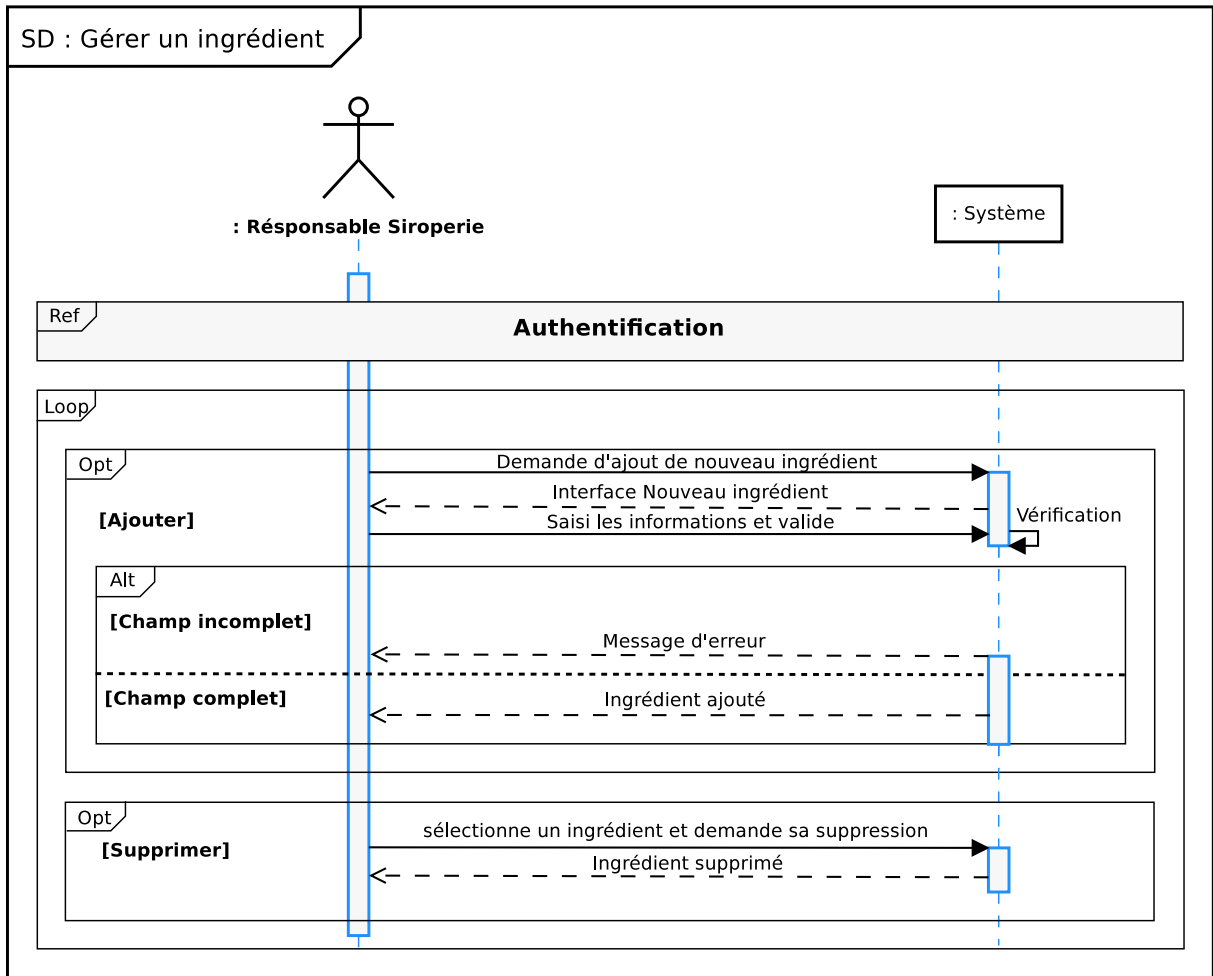 SD : Gérer un ingrédient
: Résponsable Siroperie
: Système
Ref
Authentification
Loop
Opt
Demande d'ajout de nouveau ingrédient
Interface Nouveau ingrédient
[Ajouter]
Saisi les informations et valide
Vérification
Alt
[Champ incomplet]
Message d'erreur
[Champ complet]
Ingrédient ajouté
Opt
[Supprimer]
sélectionne un ingrédient et demande sa suppression
Ingrédient supprimé